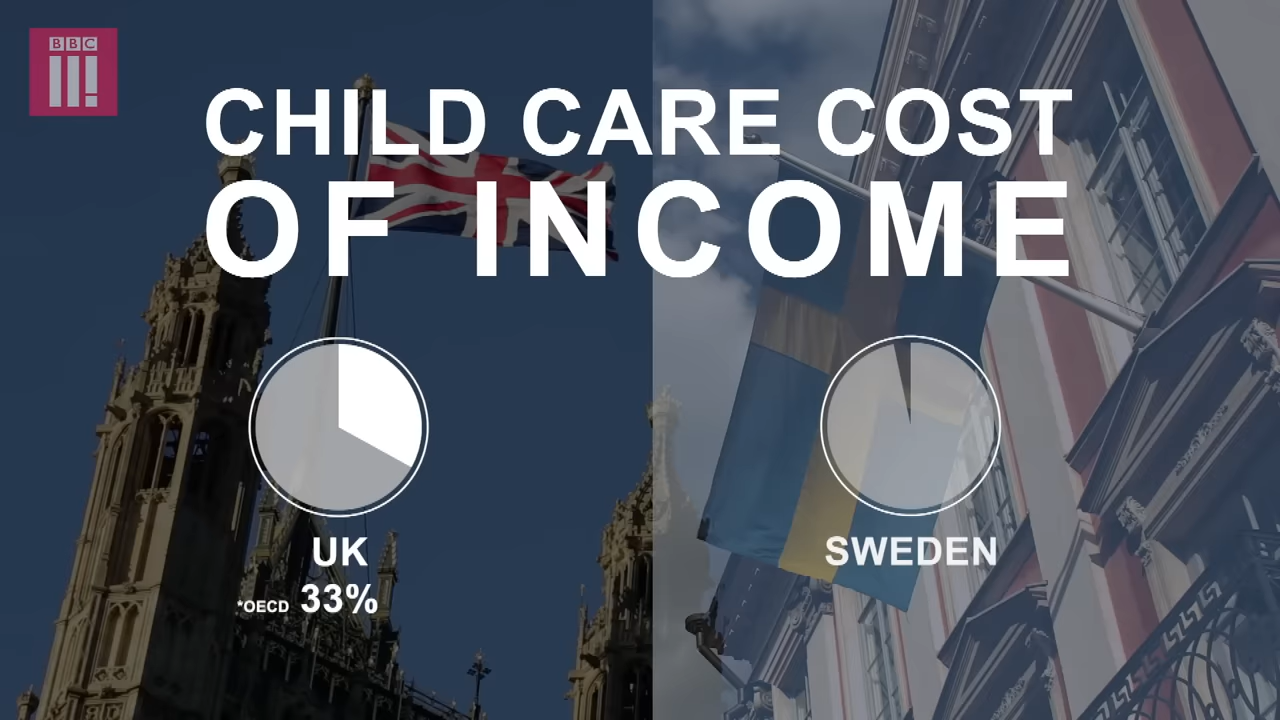 BBC
CHILD CARE COST
OF INCOME
UK
*OECD 33%
SWEDEN